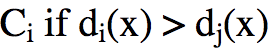 Cᵢ if dᵢ(x) > dⱼ(x)